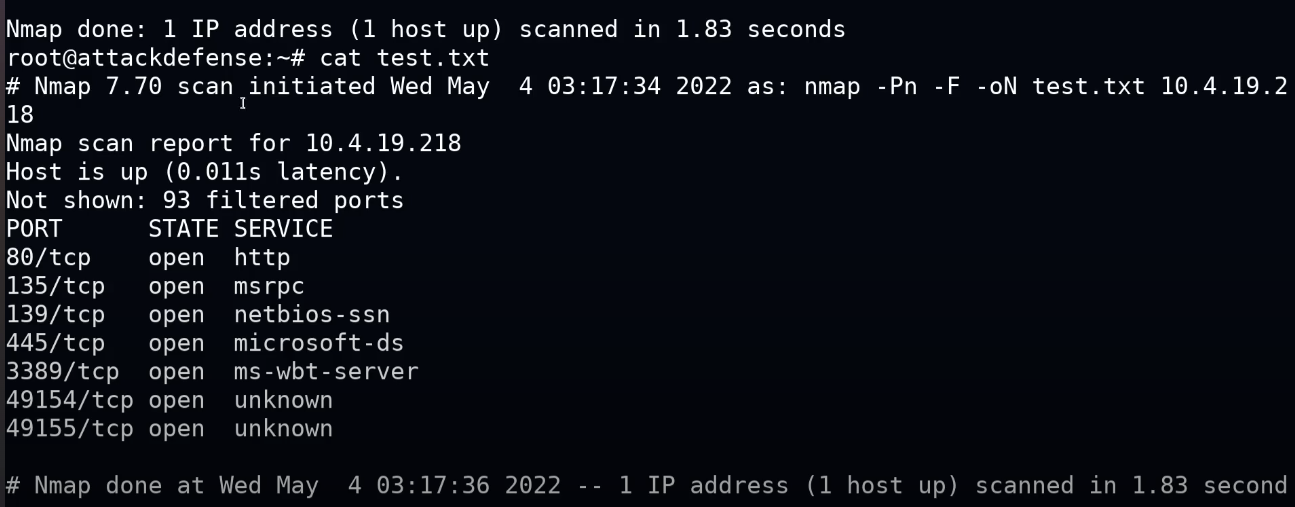 Nmap done: 1 IP address (1 host up) scanned in 1.83 seconds
root@attackdefense:~# cat test.txt
# Nmap 7.70 scan initiated Wed May  4 03:17:34 2022 as: nmap -Pn -F -oN test.txt 10.4.19.2
18
Nmap scan report for 10.4.19.218
Host is up (0.011s latency).
Not shown: 93 filtered ports
PORT      STATE SERVICE
80/tcp    open  http
135/tcp   open  msrpc
139/tcp   open  netbios-ssn
445/tcp   open  microsoft-ds
3389/tcp  open  ms-wbt-server
49154/tcp open  unknown
49155/tcp open  unknown
# Nmap done at Wed May  4 03:17:36 2022 -- 1 IP address (1 host up) scanned in 1.83 second